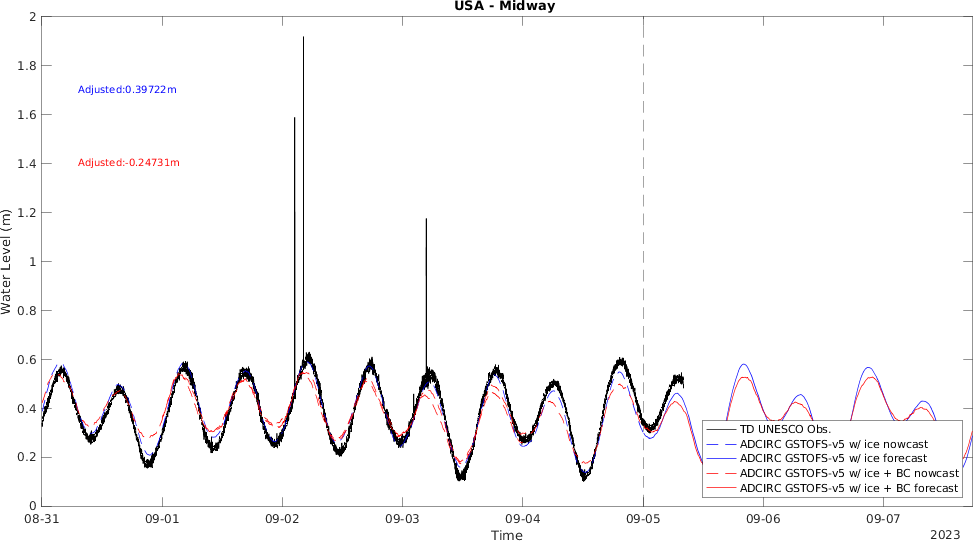 USA - Midway
2
1.8
1.6
1.4
1.2
1
0.8
0.6
0.4
0.2
0
Water Level (m)
Adjusted:0.39722m
Adjusted:-0.24731m
TD UNESCO Obs.
ADCIRC GSTOFS-v5 w/ ice nowcast
ADCIRC GSTOFS-v5 w/ ice forecast
ADCIRC GSTOFS-v5 w/ ice + BC nowcast
ADCIRC GSTOFS-v5 w/ ice + BC forecast
08-31 09-01 09-02 09-03 09-04 09-05 09-06 09-07
Time
2023